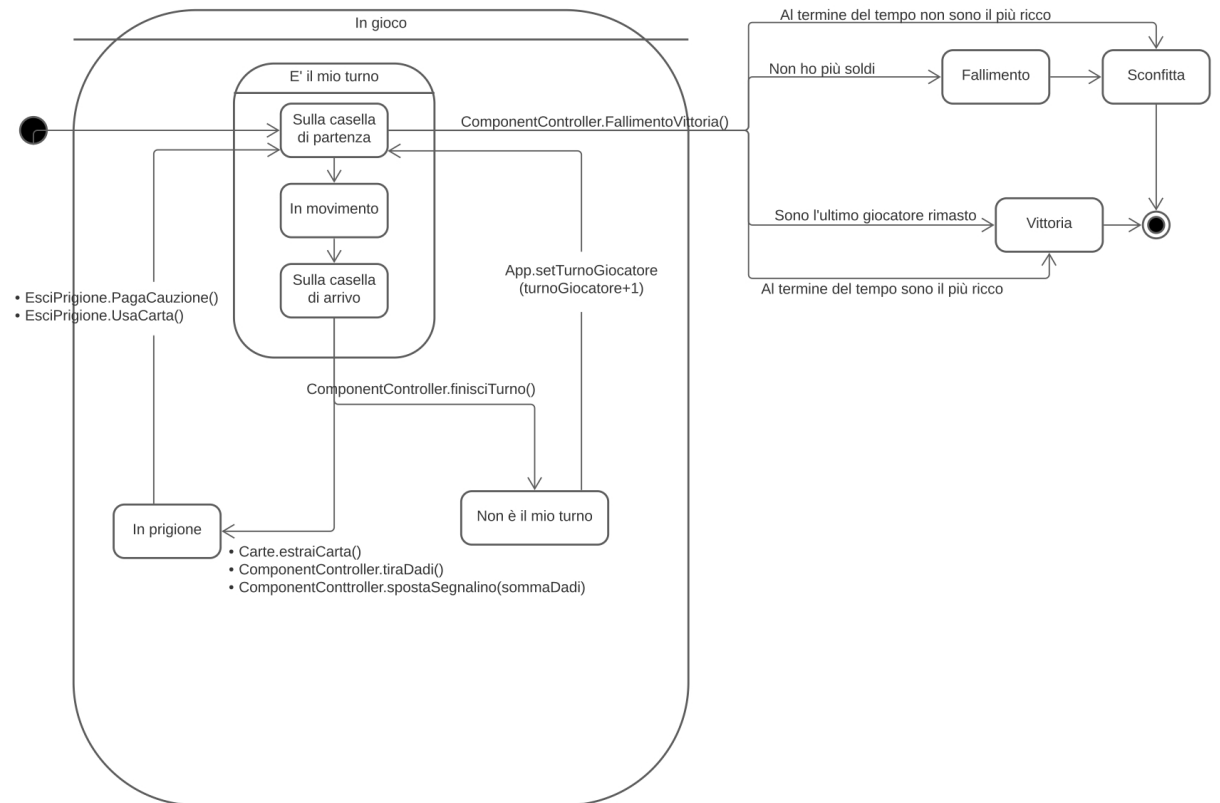 In gioco
Al termine del tempo non sono il più ricco
E' il mio turno
Non ho più soldi
Fallimento
Sconfitta
Sulla casella
di partenza
ComponentController.FallimentoVittoria()
In movimento
Sono l'ultimo giocatore rimasto
Vittoria
Sulla casella
di arrivo
App.setTurnoGiocatore
(turnoGiocatore+1)
Al termine del tempo sono il più ricco
• EsciPrigione.PagaCauzione()
• EsciPrigione.UsaCarta()
ComponentController.finisciTurno()
In prigione
Non è il mio turno
• Carte.estraiCarta()
• ComponentController.tiraDadi()
• ComponentConttroller.spostaSegnalino(sommaDadi)